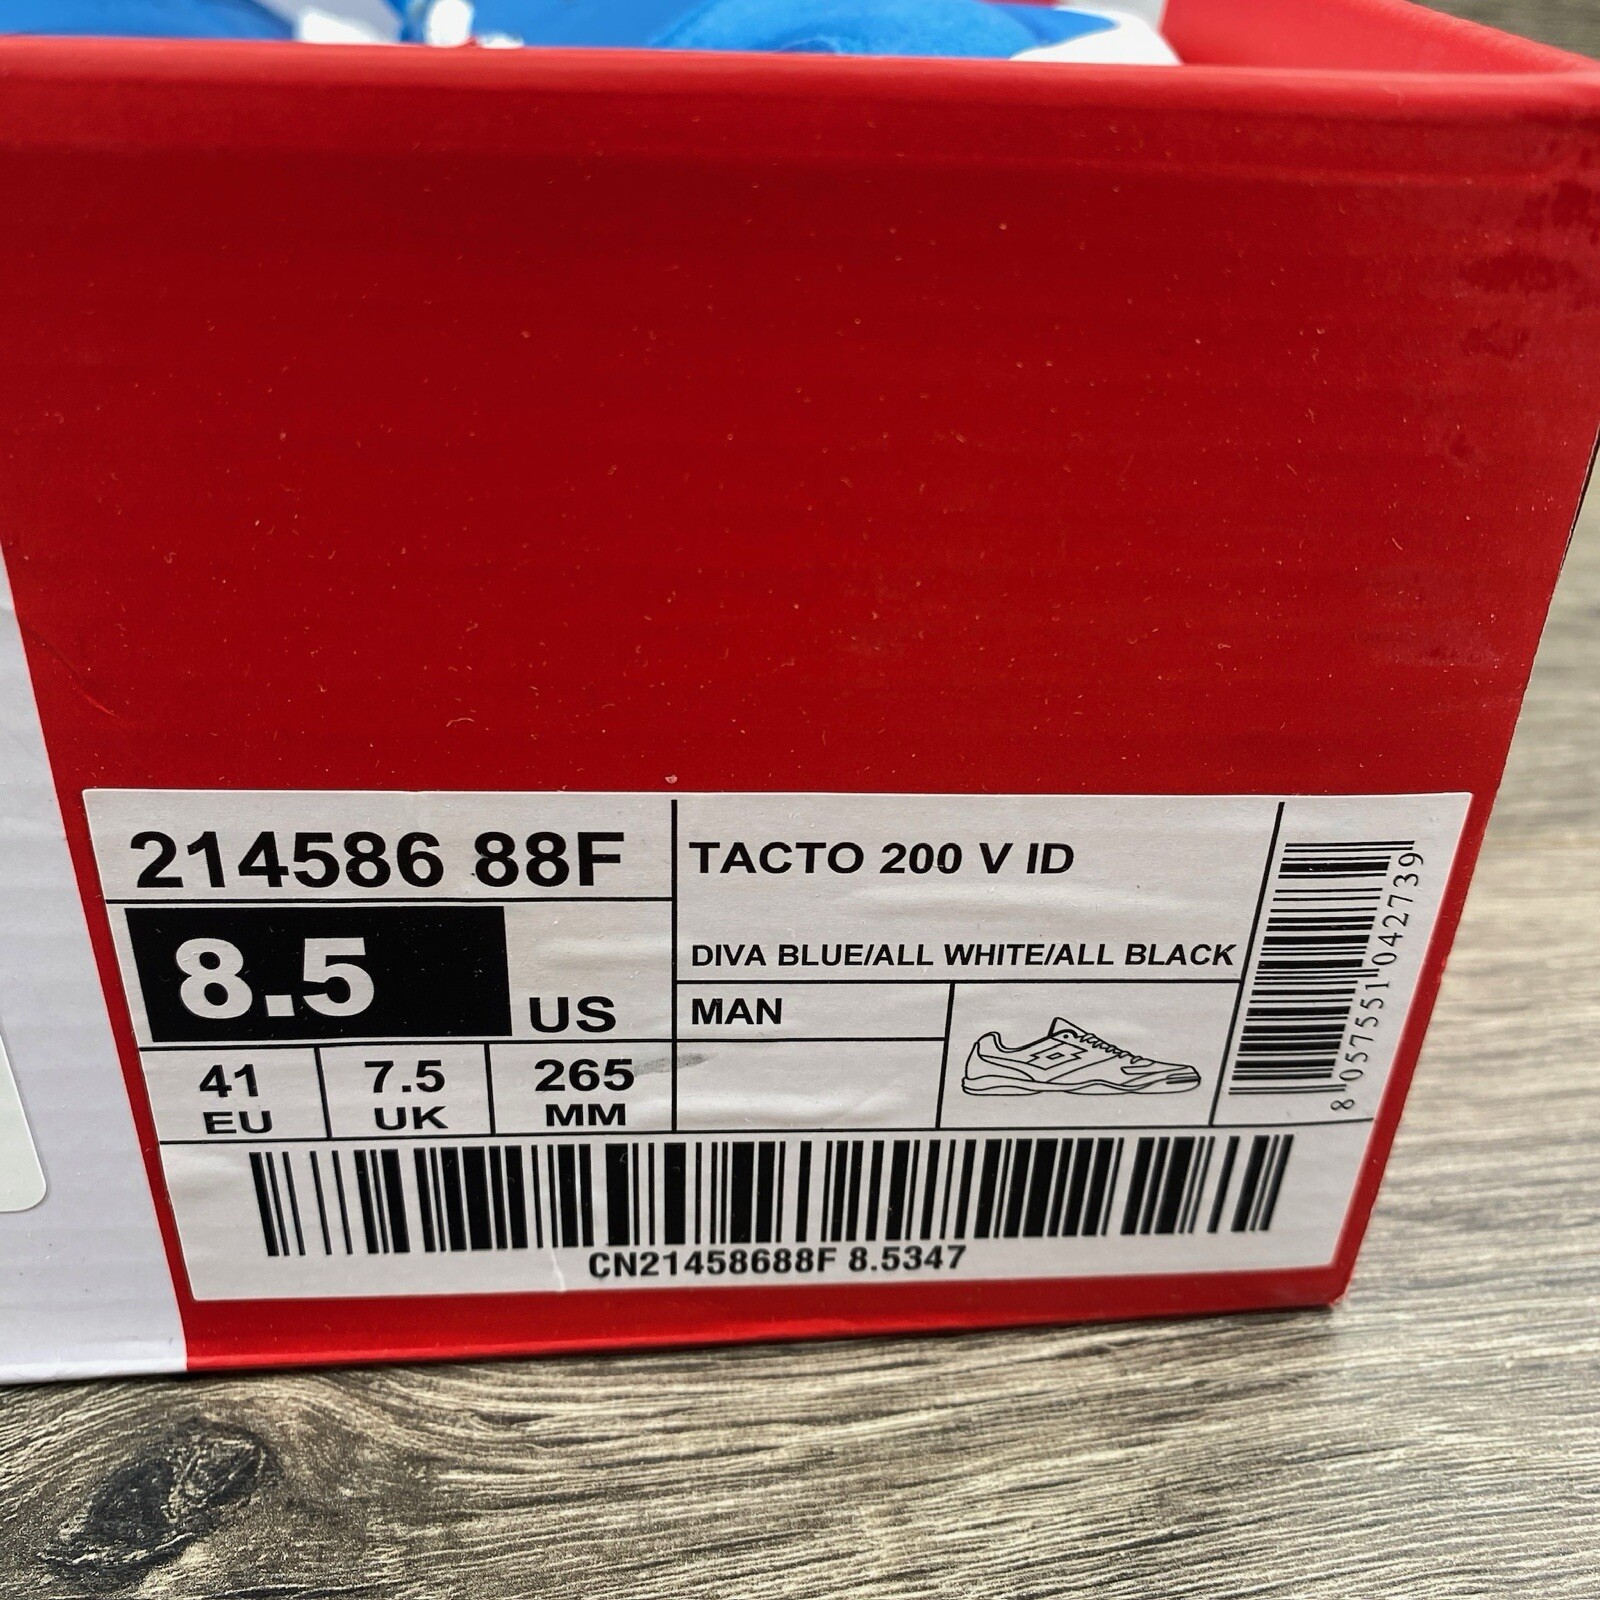 214586 88F
8.5 US
41 EU
7.5 UK
265 MM
TACTO 200 V ID
DIVA BLUE/ALL WHITE/ALL BLACK
MAN
8 057551 042739
CN21458688F 8.5347